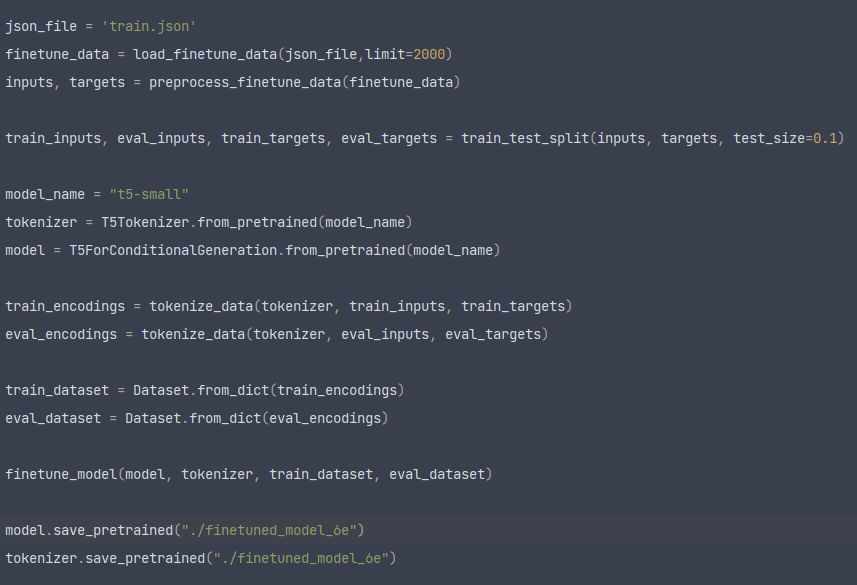 json_file = 'train.json'
finetune_data = load_finetune_data(json_file,limit=2000)
inputs, targets = preprocess_finetune_data(finetune_data)
train_inputs, eval_inputs, train_targets, eval_targets = train_test_split(inputs, targets, test_size=0.1)
model_name = "t5-small"
tokenizer = T5Tokenizer.from_pretrained(model_name)
model = T5ForConditionalGeneration.from_pretrained(model_name)
train_encodings = tokenize_data(tokenizer, train_inputs, train_targets)
eval_encodings = tokenize_data(tokenizer, eval_inputs, eval_targets)
train_dataset = Dataset.from_dict(train_encodings)
eval_dataset = Dataset.from_dict(eval_encodings)
finetune_model(model, tokenizer, train_dataset, eval_dataset)
model.save_pretrained("./finetuned_model_6e")
tokenizer.save_pretrained("./finetuned_model_6e")